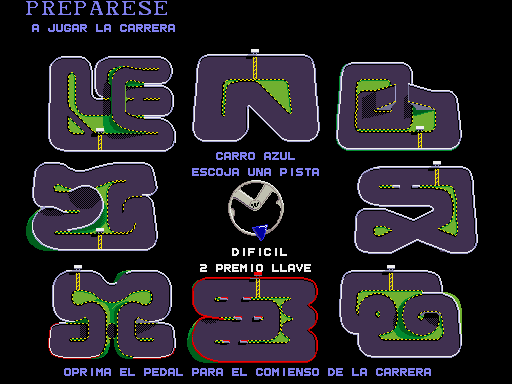 PREPARESE
A JUGAR LA CARRERA
CARRO AZUL
ESCOJA UNA PISTA
DIFICIL
2 PREMIO LLAVE
OPRIMA EL PEDAL PARA EL COMIENSO DE LA CARRERA